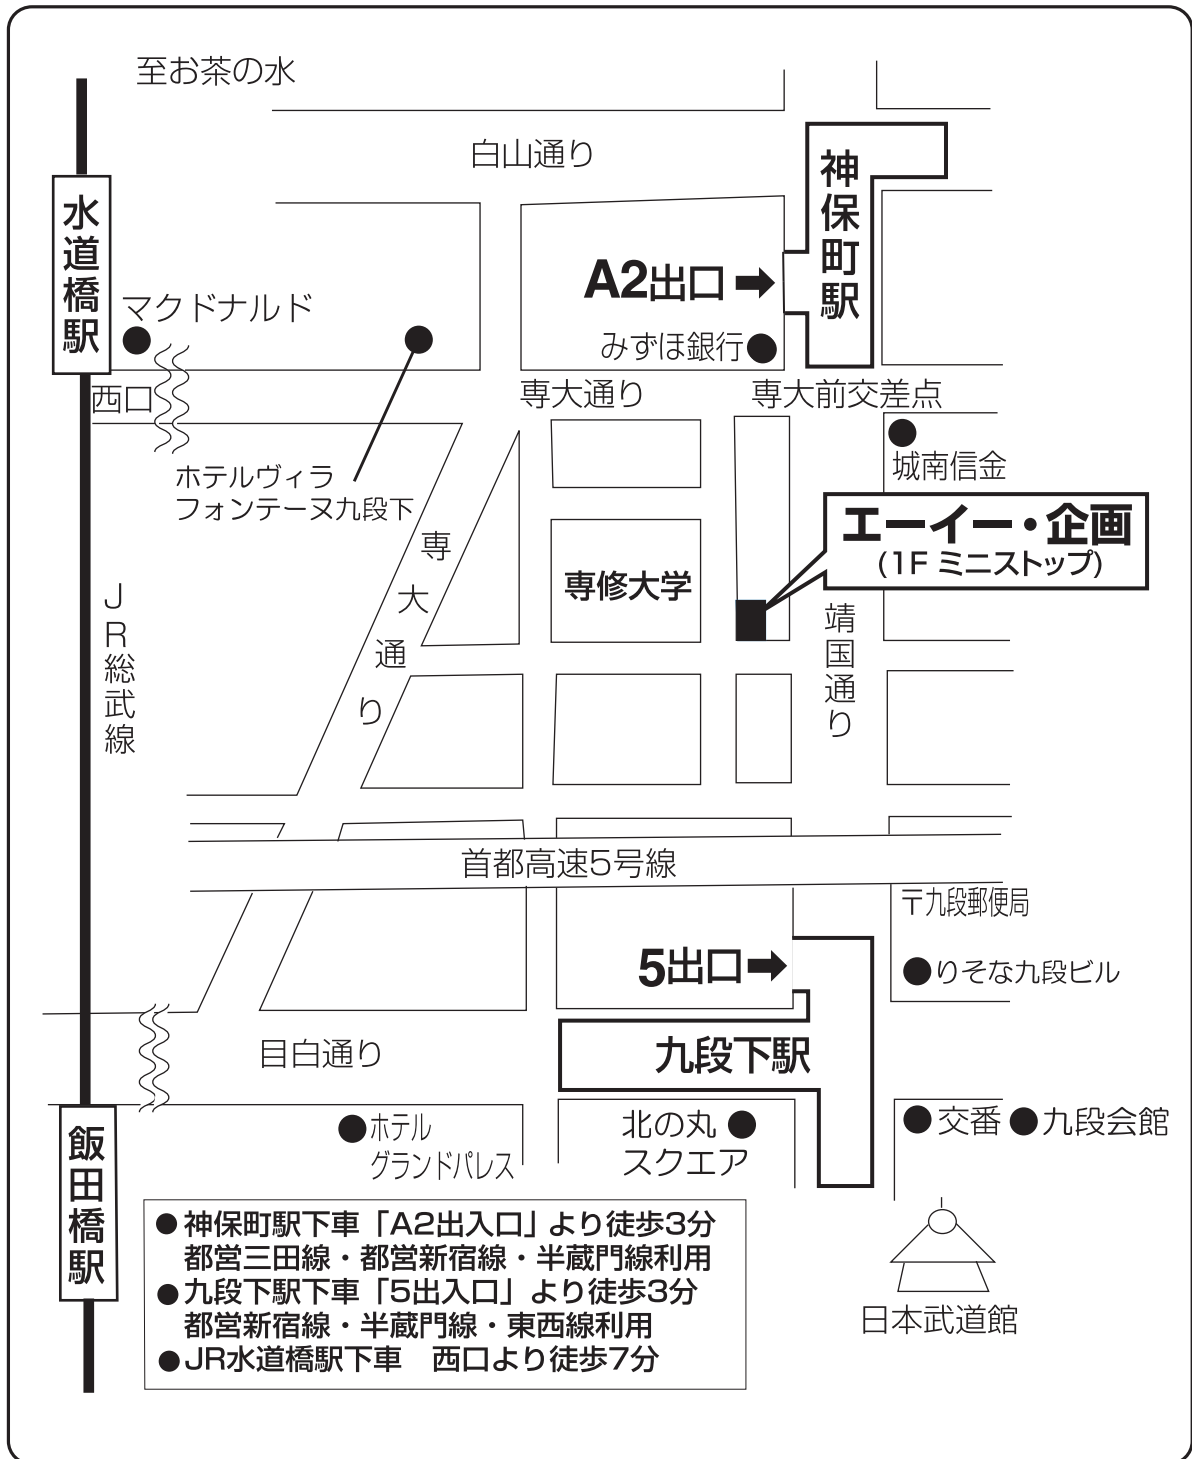 至お茶の水
白山通り
神保町駅
水道橋駅
A2出口
マクドナルド
みずほ銀行
西口
専大通り
専大前交差点
城南信金
ホテルヴィラ
フォンテーヌ九段下
エーイー・企画
(1F ミニストップ)
専大通り
専修大学
JR総武線
靖国通り
首都高速5号線
〒九段郵便局
5出口
りそな九段ビル
目白通り
九段下駅
飯田橋駅
ホテル
グランドパレス
北の丸
スクエア
交番
九段会館
●神保町駅下車「A2出入口」より徒歩3分
都営三田線・都営新宿線・半蔵門線利用
●九段下駅下車「5出入口」より徒歩3分
都営新宿線・半蔵門線・東西線利用
●JR水道橋駅下車　西口より徒歩7分
日本武道館